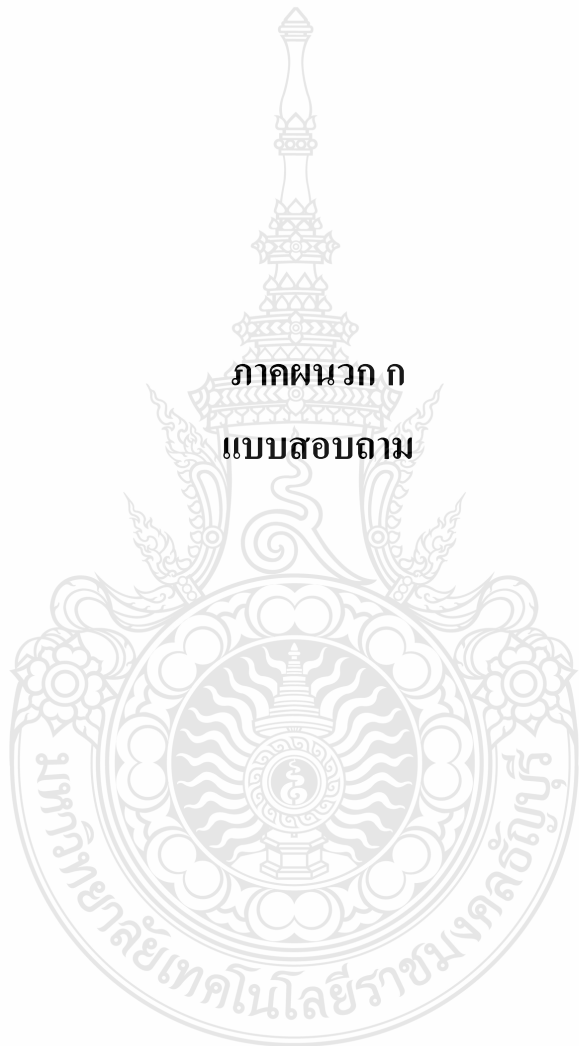 ภาคผนวก ก
แบบสอบถาม
มหาวิทยาลัยเทคโนโลยีราชมงคลธัญบุรี